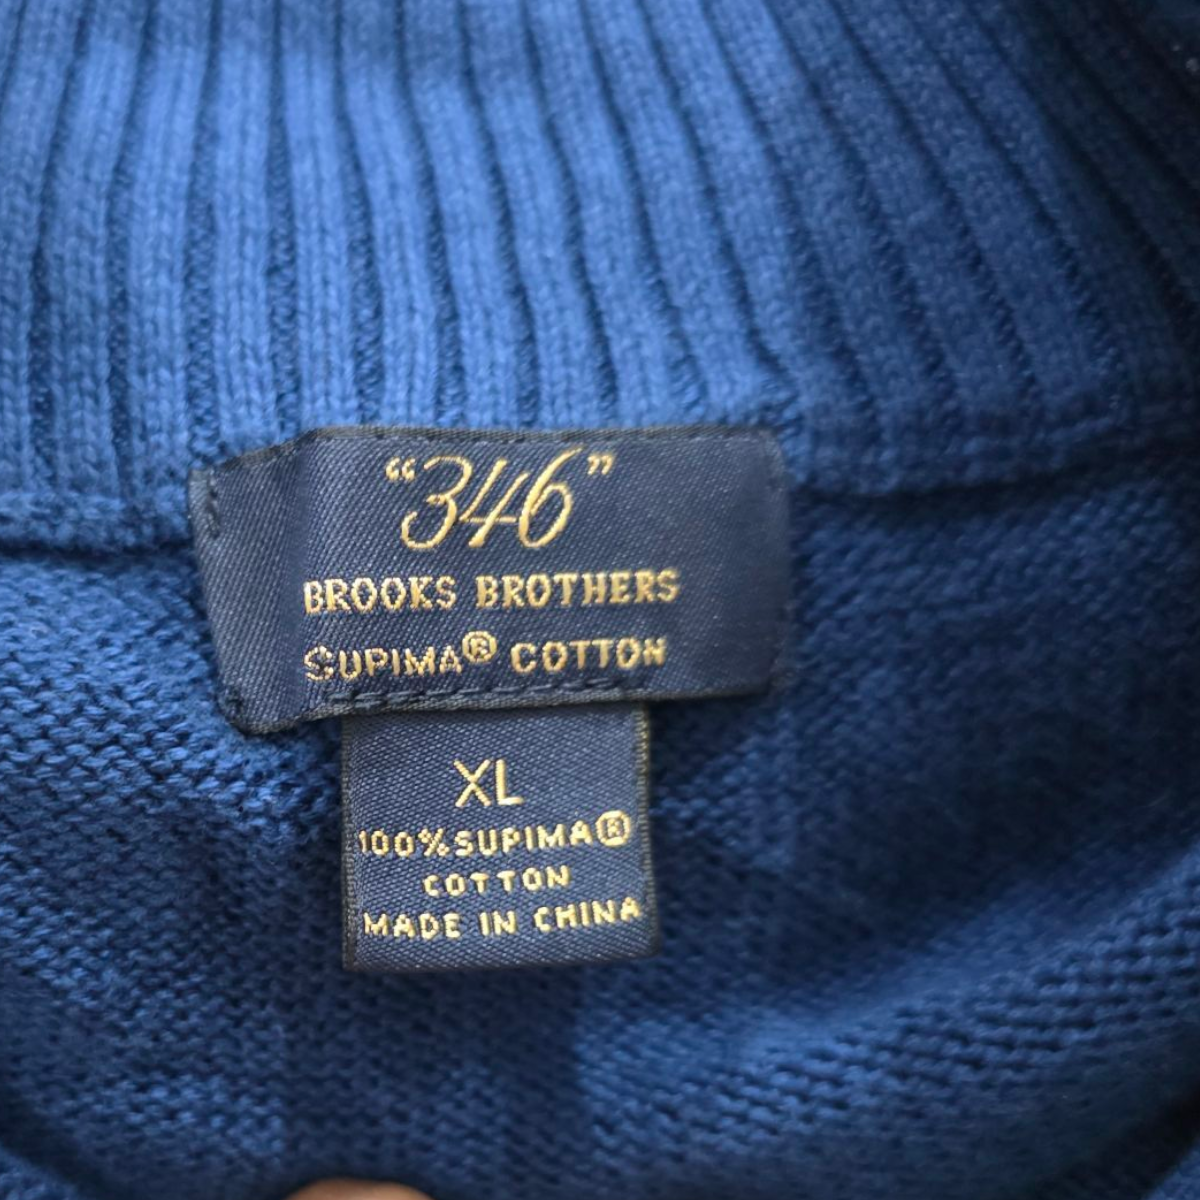 “346”
BROOKS BROTHERS
SUPIMA® COTTON
XL
100%SUPIMA®
COTTON
MADE IN CHINA